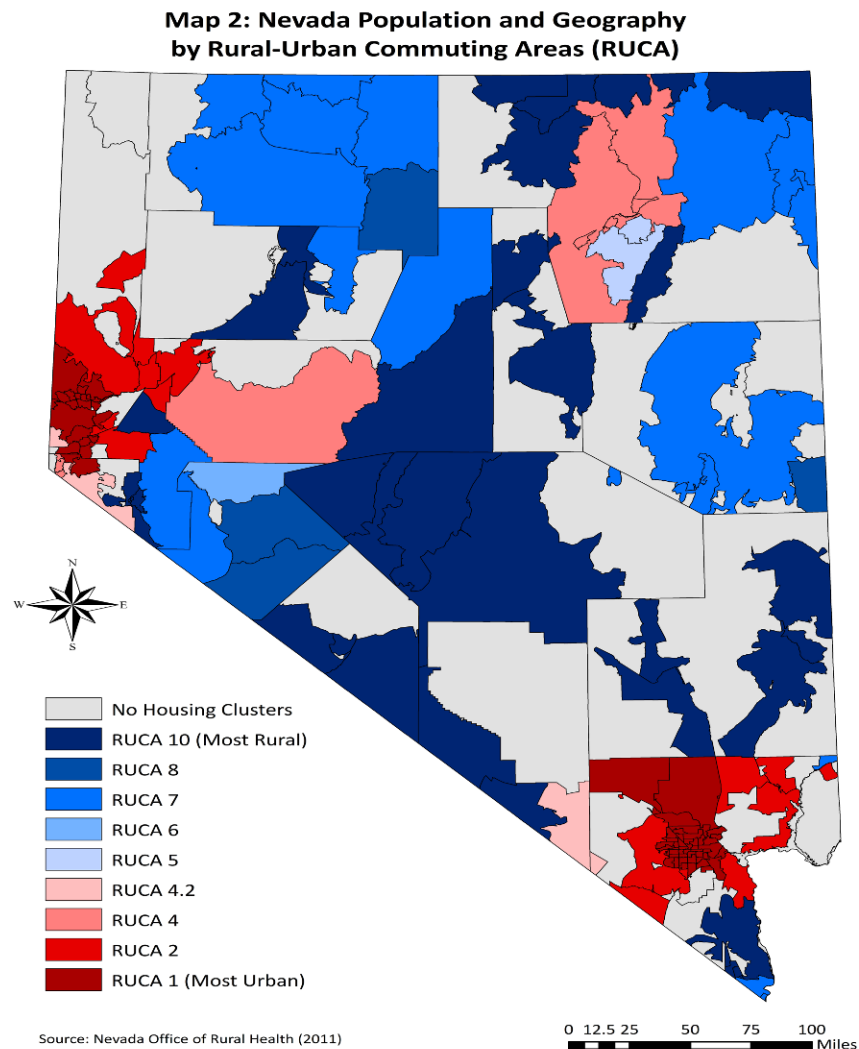 Map 2: Nevada Population and Geography
by Rural-Urban Commuting Areas (RUCA)
N
W E
S
No Housing Clusters
RUCA 10 (Most Rural)
RUCA 8
RUCA 7
RUCA 6
RUCA 5
RUCA 4.2
RUCA 4
RUCA 2
RUCA 1 (Most Urban)
Source: Nevada Office of Rural Health (2011)
0 12.5 25 50 75 100
Miles